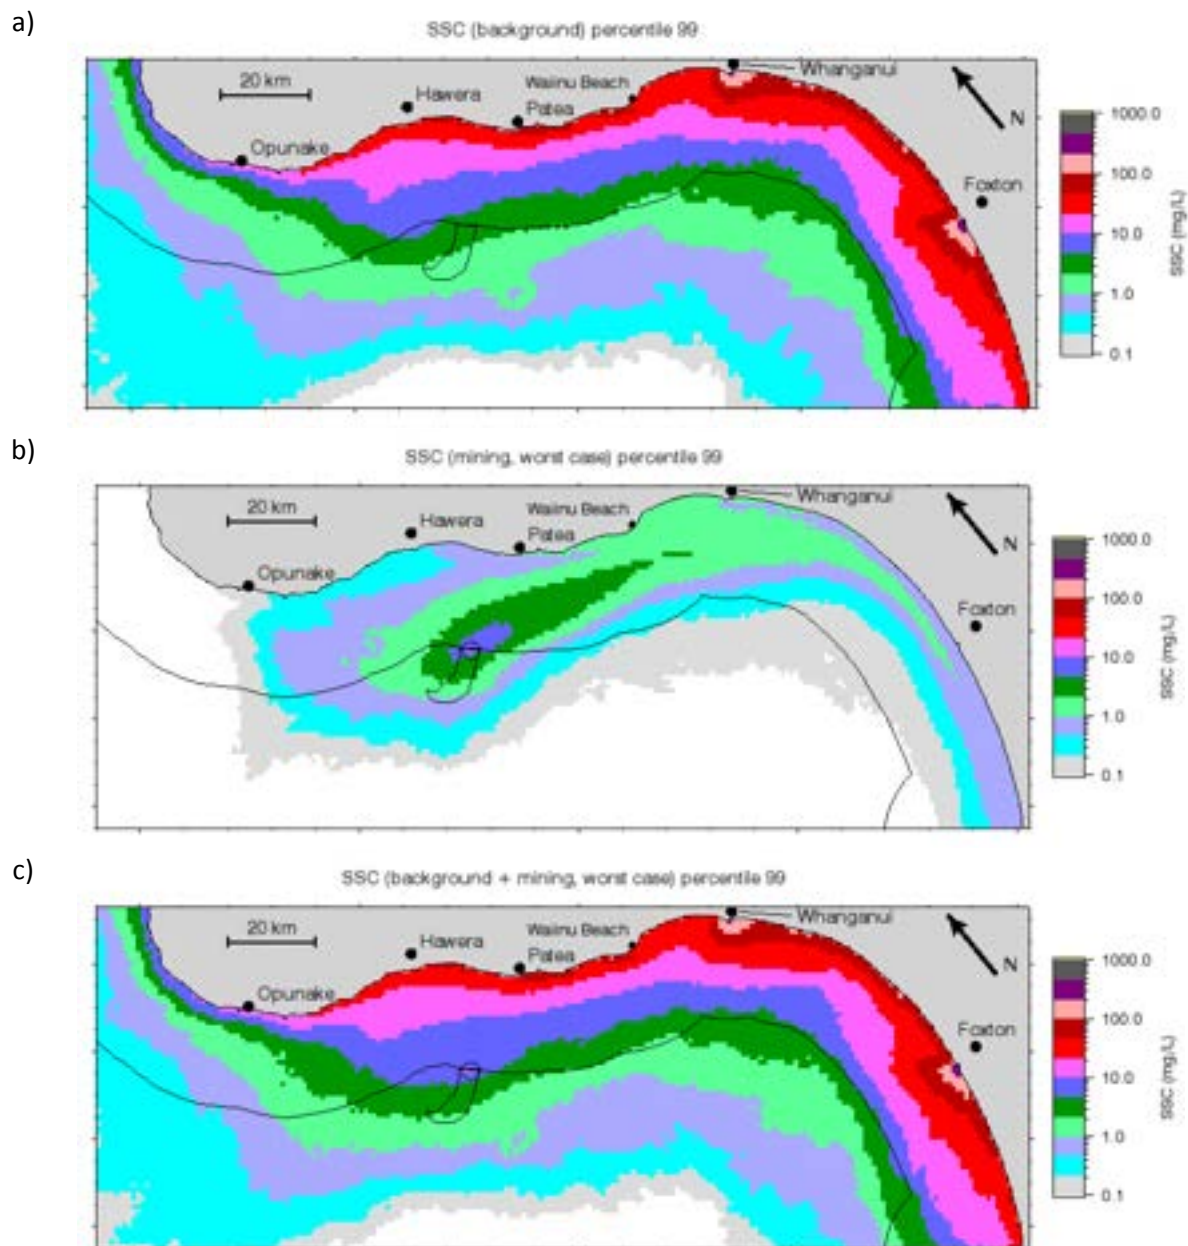 a)
SSC (background) percentile 99
20 km
Hawera
Waiinu Beach
Patea
Whanganui
Opunake
Foxton
N
1000.0
100.0
10.0
1.0
0.1
SSC (mg/L)
b)
SSC (mining, worst case) percentile 99
20 km
Hawera
Waiinu Beach
Patea
Whanganui
Opunake
Foxton
N
1000.0
100.0
10.0
1.0
0.1
SSC (mg/L)
c)
SSC (background + mining, worst case) percentile 99
20 km
Hawera
Waiinu Beach
Patea
Whanganui
Opunake
Foxton
N
1000.0
100.0
10.0
1.0
0.1
SSC (mg/L)